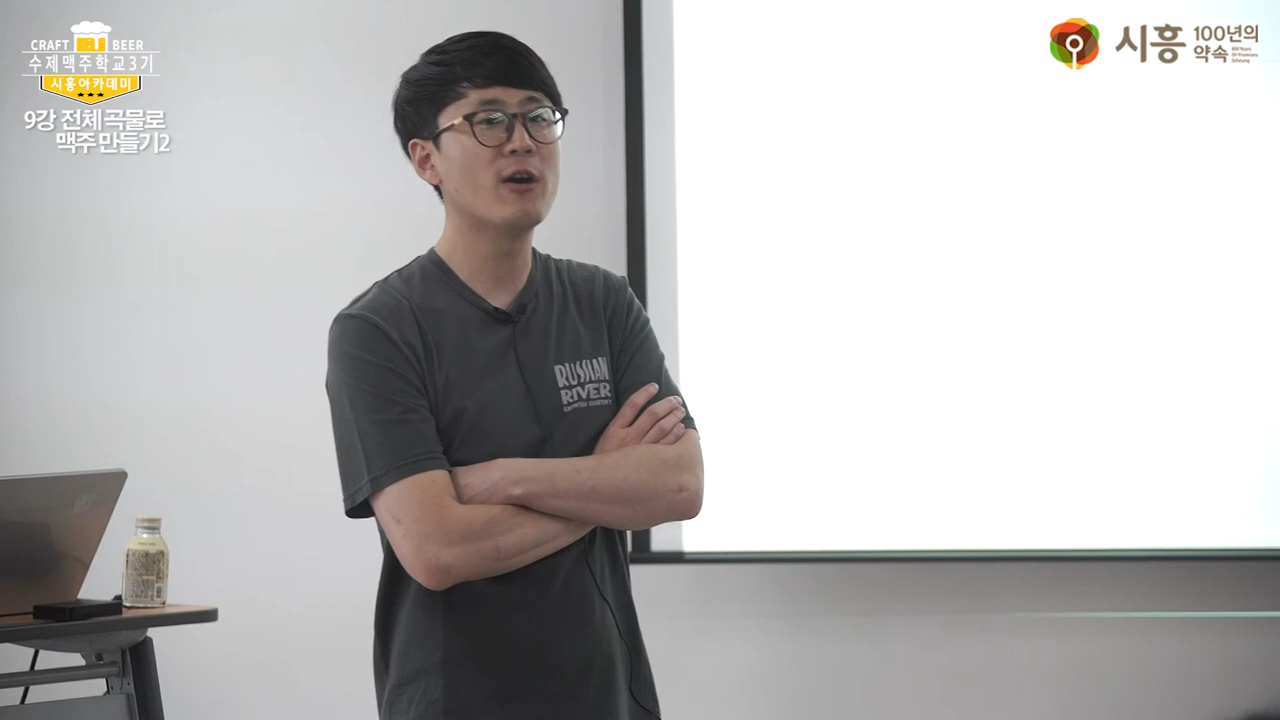 CRAFT BEER
수제맥주학교3기
시흥아카데미
9강 전체 곡물로
맥주 만들기2
시흥 100년의
약속
RUSSIAN
RIVER